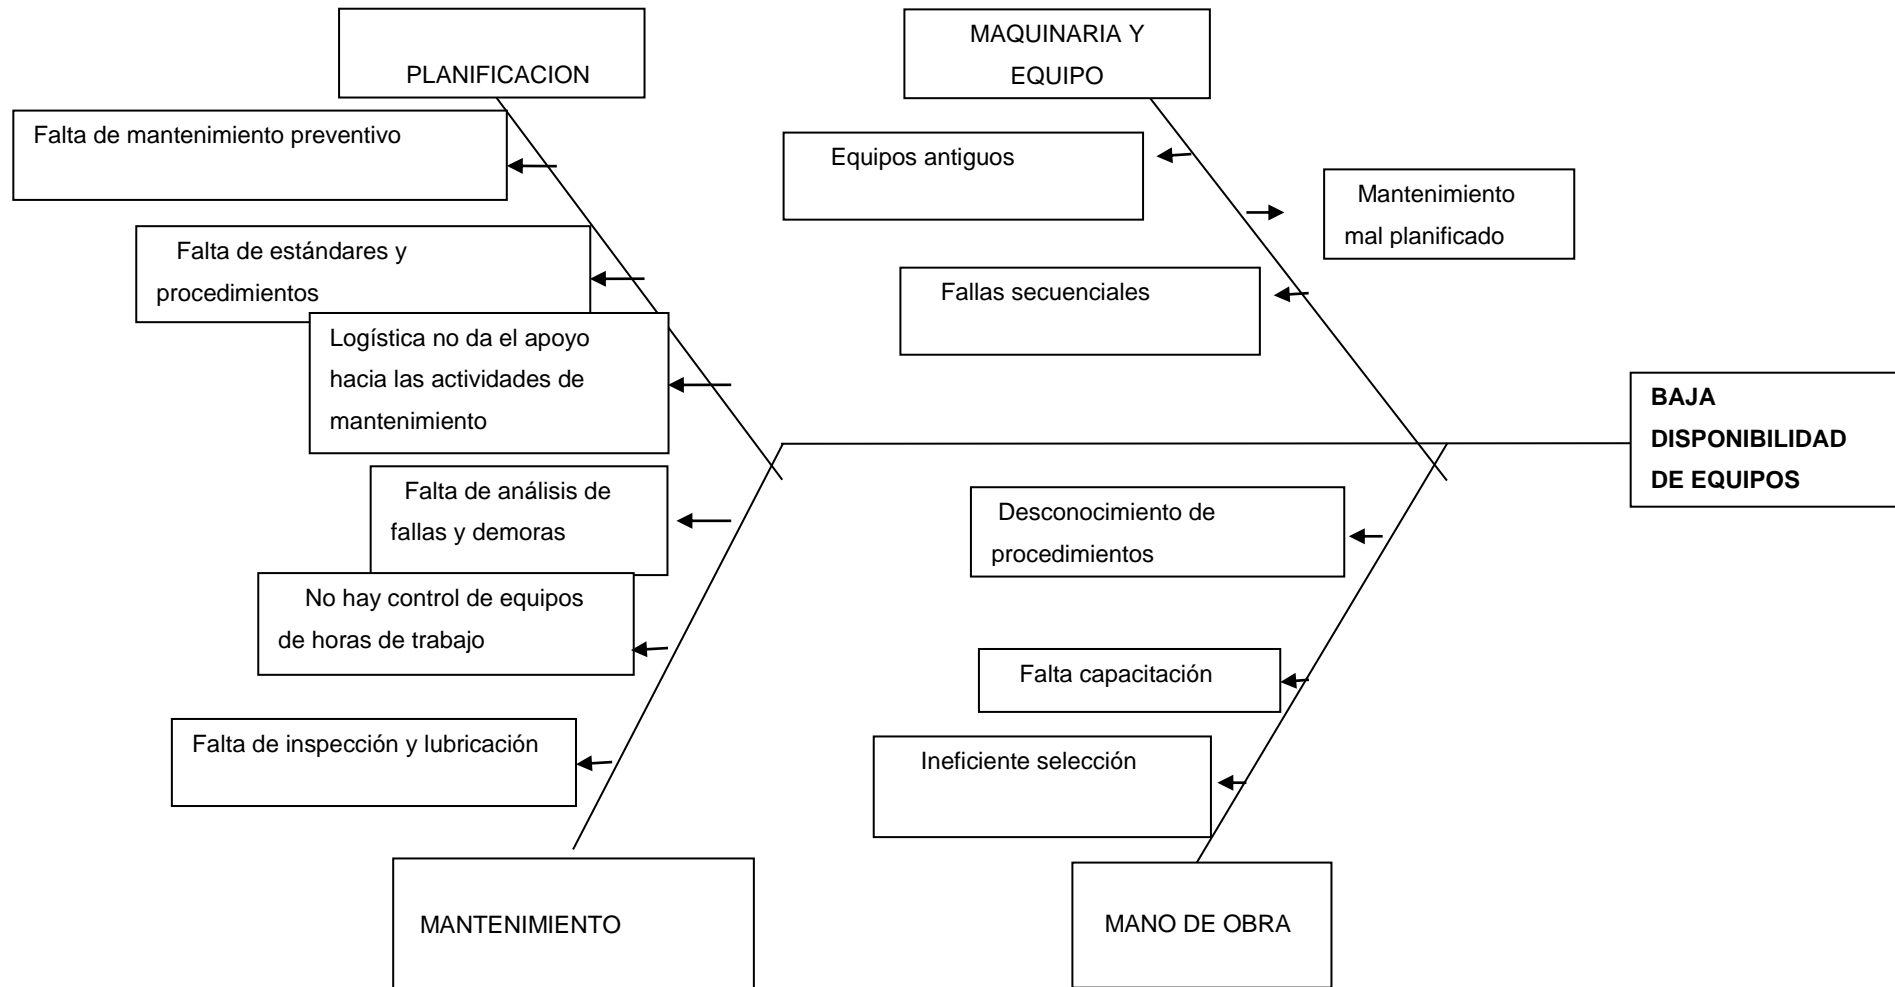 PLANIFICACION
MAQUINARIA Y
EQUIPO
Falta de mantenimiento preventivo
Equipos antiguos
Mantenimiento
mal planificado
Falta de estándares y
procedimientos
Fallas secuenciales
Logística no da el apoyo
hacia las actividades de
mantenimiento
BAJA
DISPONIBILIDAD
DE EQUIPOS
Falta de análisis de
fallas y demoras
Desconocimiento de
procedimientos
No hay control de equipos
de horas de trabajo
Falta capacitación
Falta de inspección y lubricación
Ineficiente selección
MANTENIMIENTO
MANO DE OBRA